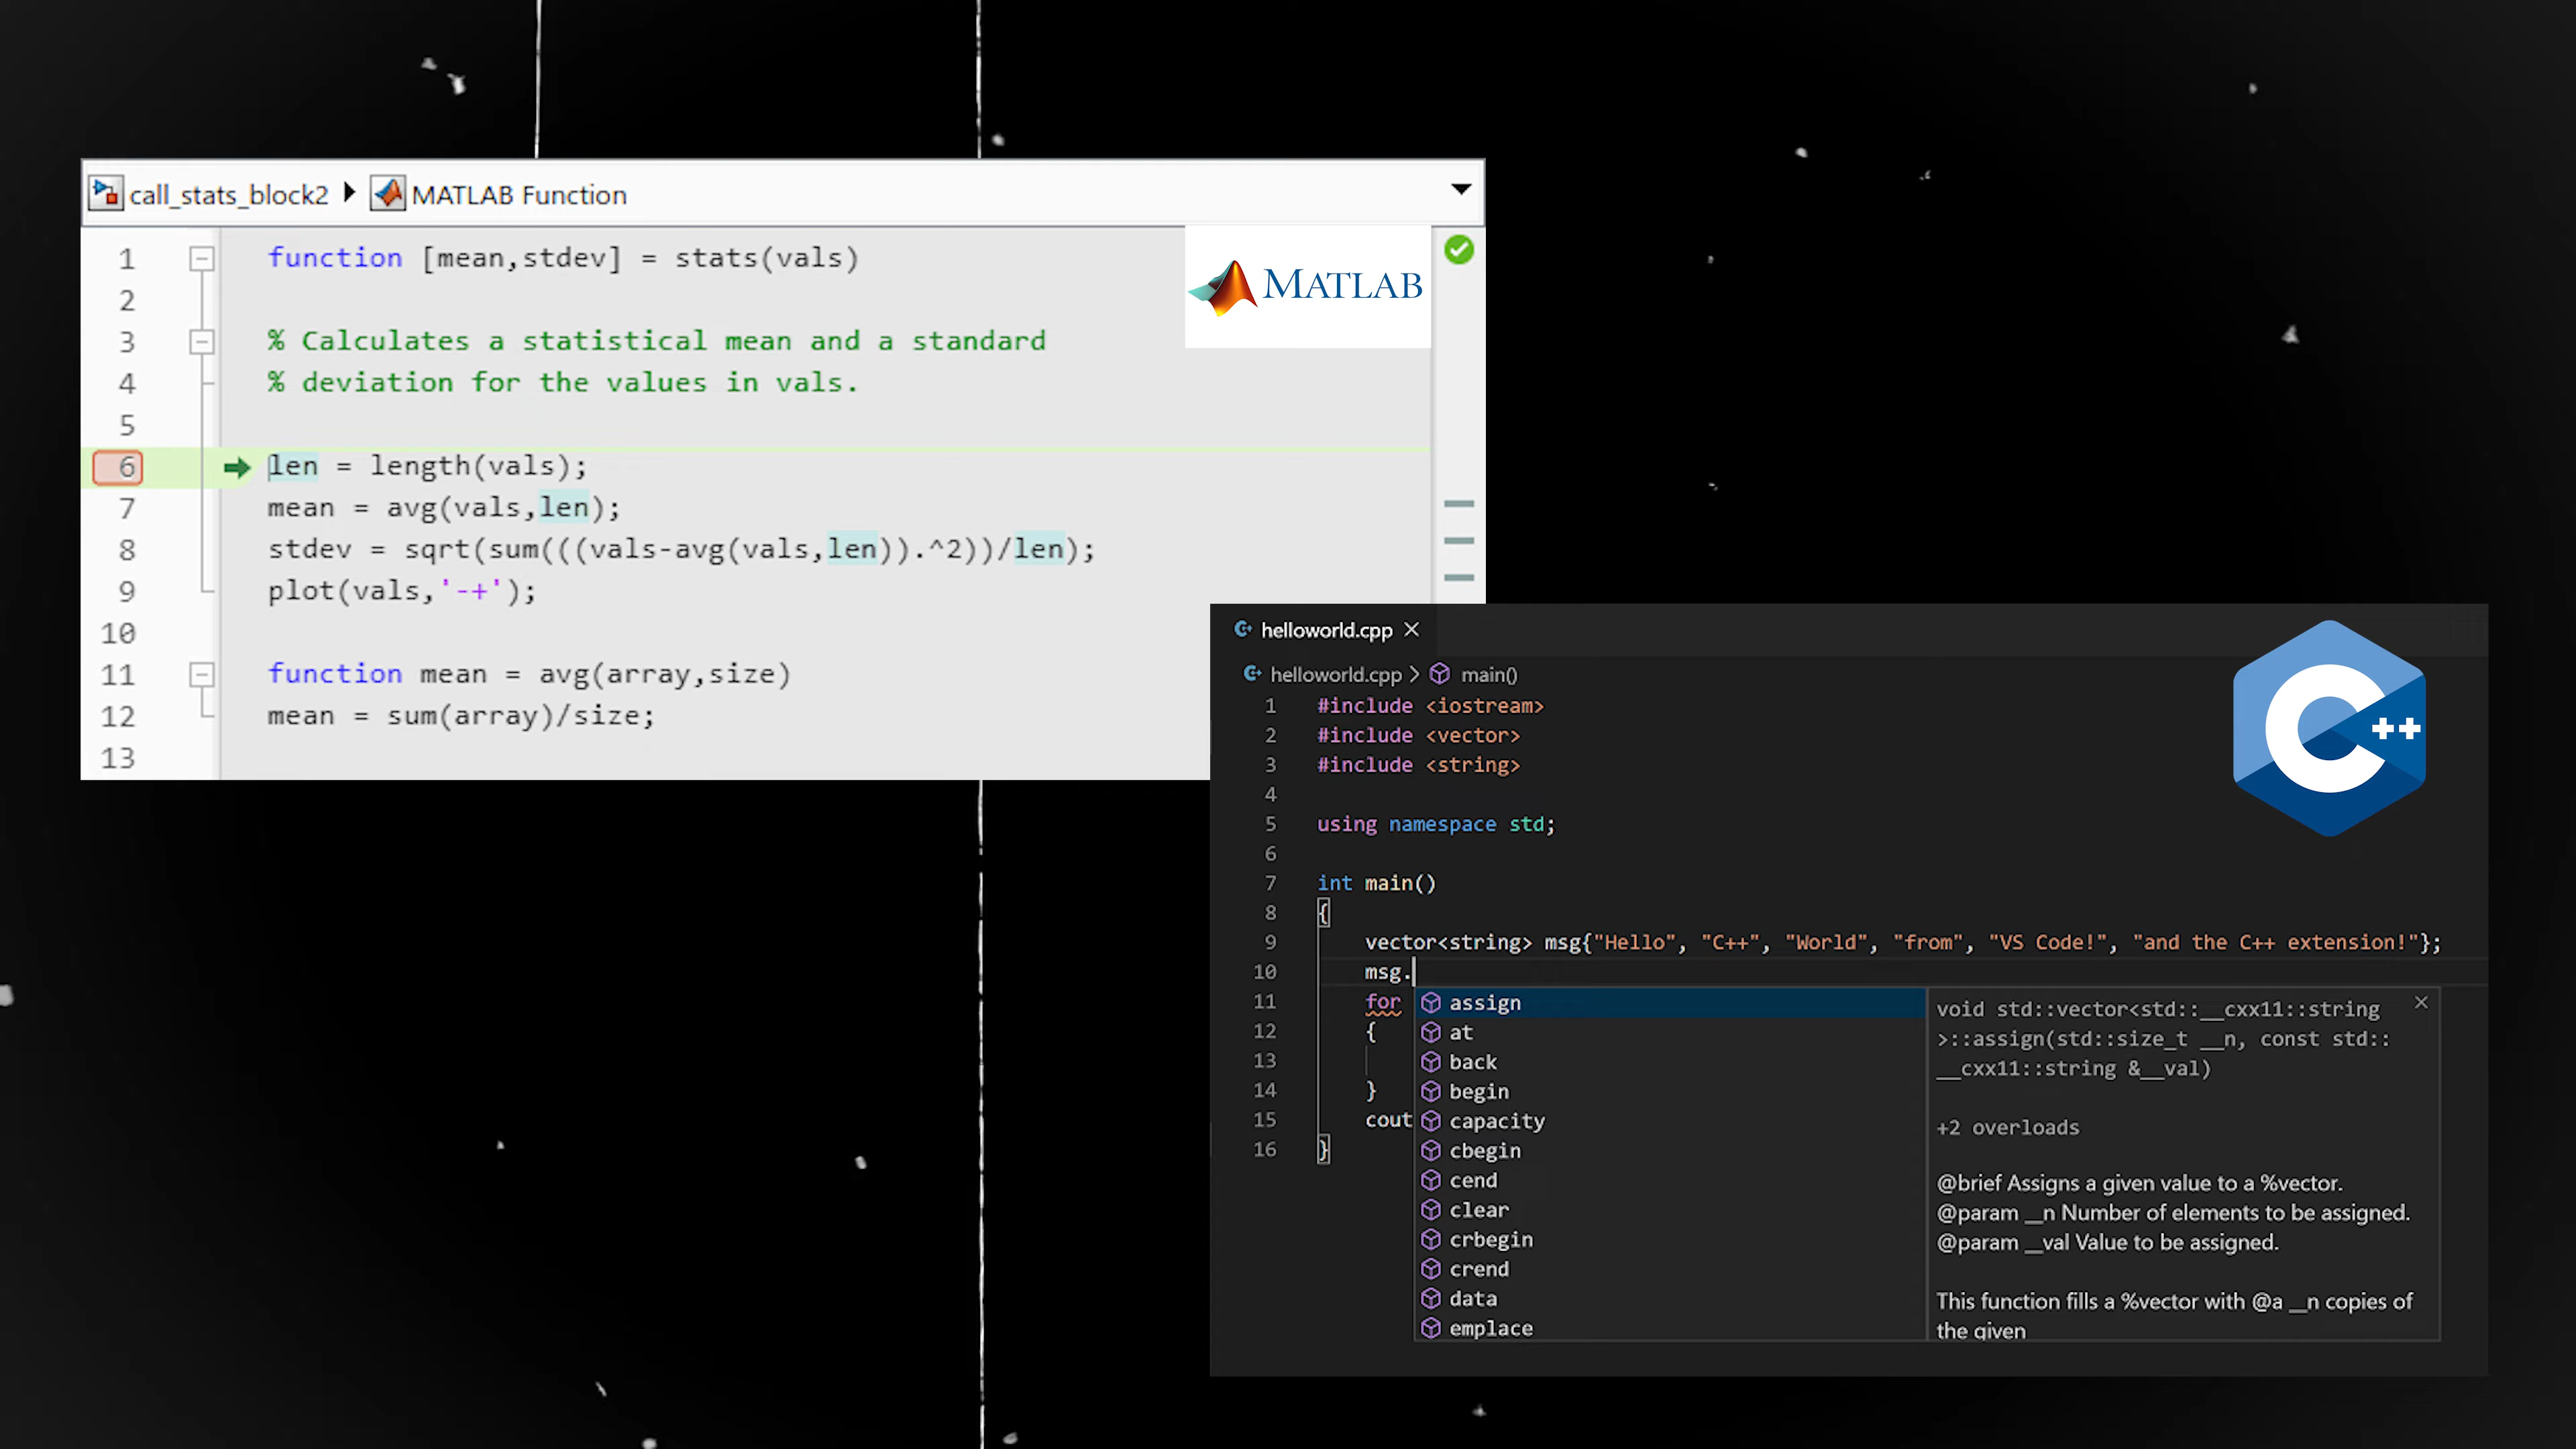 call_stats_block2 MATLAB Function
MATLAB
1 function [mean,stdev] = stats(vals)
2
3 % Calculates a statistical mean and a standard
4 % deviation for the values in vals.
5
6 len = length(vals);
7 mean = avg(vals,len);
8 stdev = sqrt(sum(((vals-avg(vals,len)).^2))/len);
9 plot(vals,'-+');
10
11 function mean = avg(array,size)
12 mean = sum(array)/size;
13
helloworld.cpp
C++
helloworld.cpp > main()
1 #include <iostream>
2 #include <vector>
3 #include <string>
4
5 using namespace std;
6
7 int main()
8 {
9 vector<string> msg{"Hello", "C++", "World", "from", "VS Code!", "and the C++ extension!"};
10 msg.
11 for
12 {
13
14 }
15 cout
16 }
assign
at
back
begin
capacity
cbegin
cend
clear
crbegin
crend
data
emplace
void std::vector<std::__cxx11::string
>::assign(std::size_t __n, const std::
__cxx11::string &__val)
+2 overloads
@brief Assigns a given value to a %vector.
@param __n Number of elements to be assigned.
@param __val Value to be assigned.
This function fills a %vector with @a __n copies of
the given